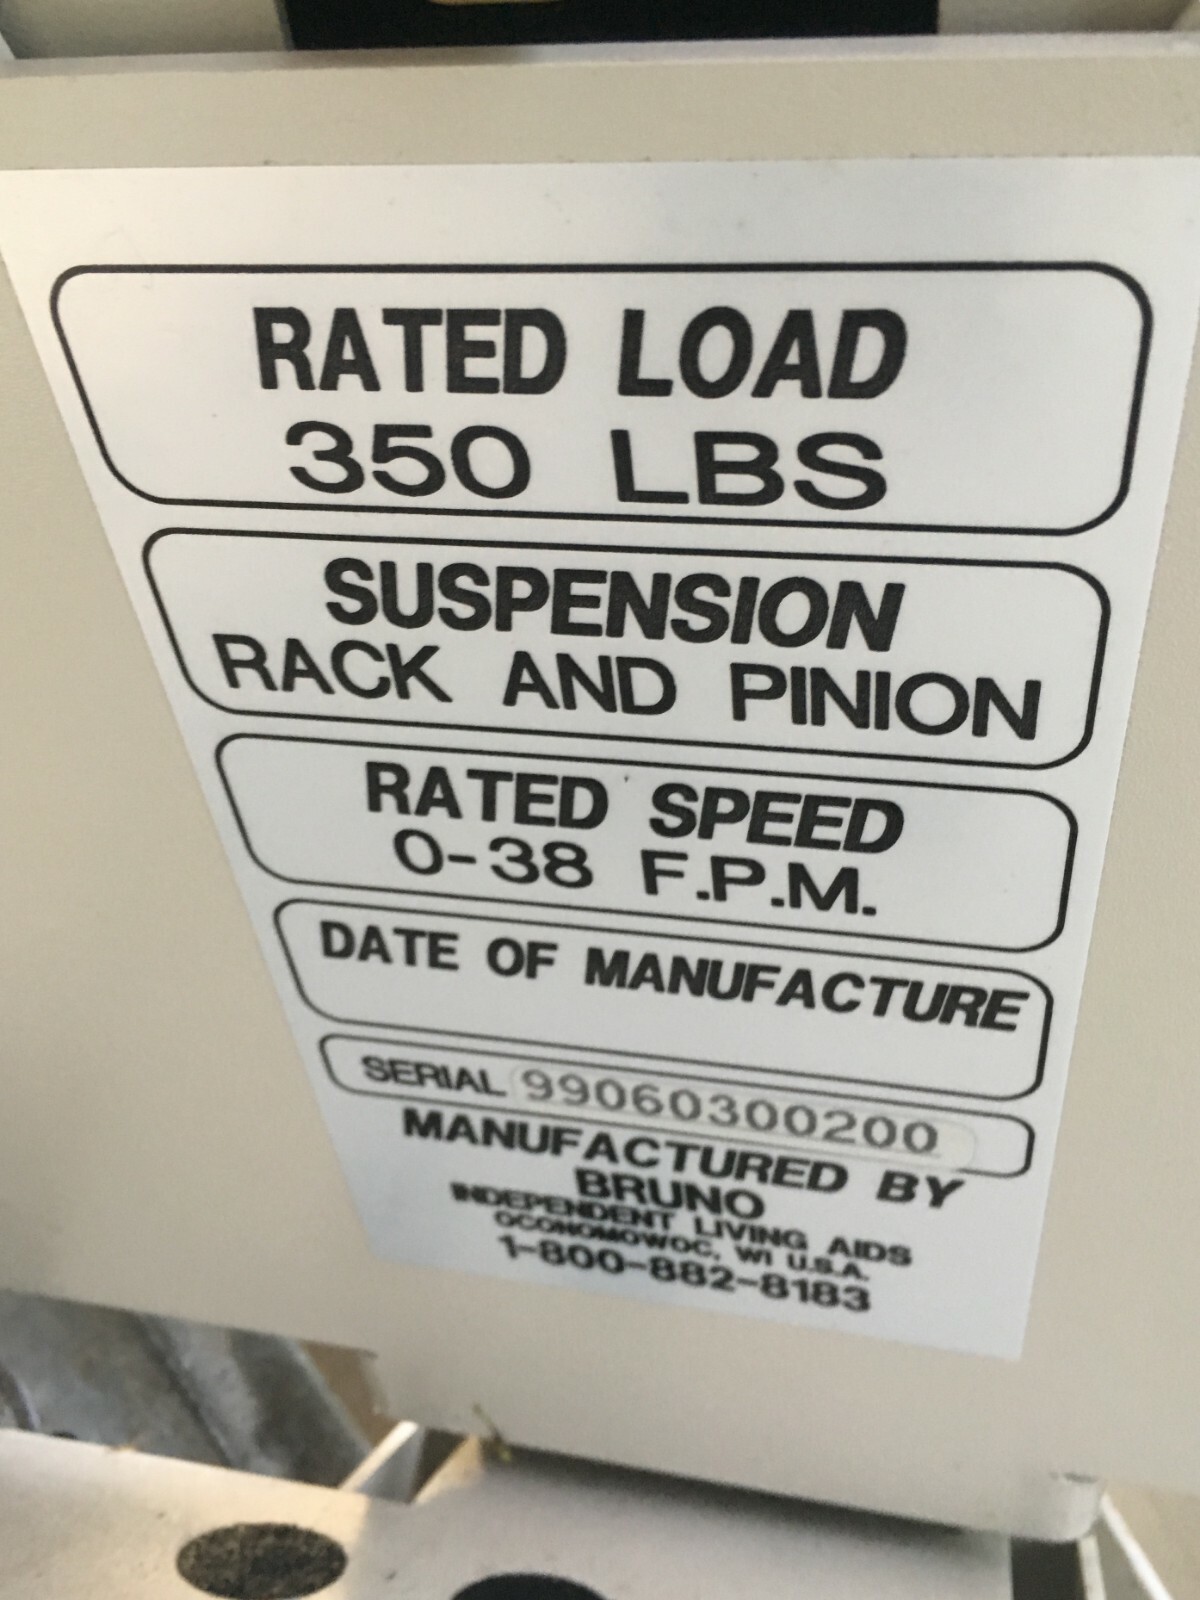 RATED LOAD
350 LBS
SUSPENSION
RACK AND PINION
RATED SPEED
0-38 F.P.M.
DATE OF MANUFACTURE
SERIAL 99060300200
MANUFACTURED BY
BRUNO
INDEPENDENT LIVING AIDS
OCONOMOWOC, WI U.S.A.
1-800-882-8183